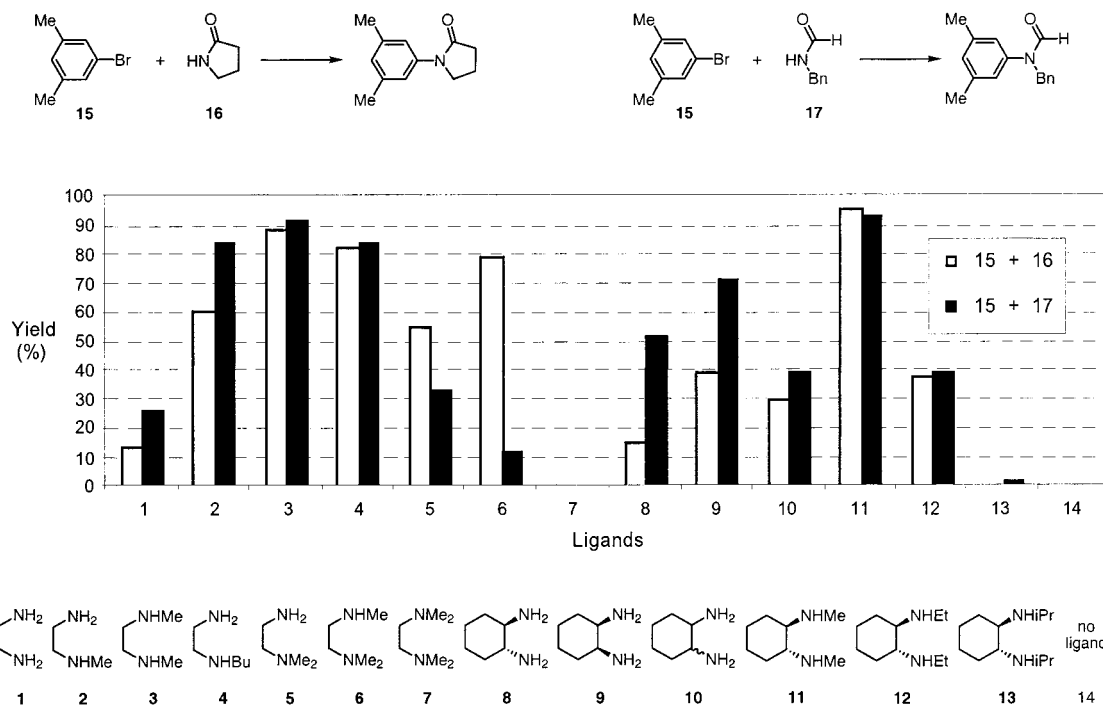 Me
Me
Br
+
HN
O
N
O
Me
Me
15
16
Me
Me
Br
+
O
H
HN
Bn
Me
Me
O
H
N
Bn
15
17
Yield
(%)
100
90
80
70
60
50
40
30
20
10
0
15 + 16
15 + 17
1 2 3 4 5 6 7 8 9 10 11 12 13 14
Ligands
NH2 NH2 NHMe NH2 NH2 NHMe NMe2 NH2 NH2 NH2 NHMe NHEt NHiPr no
ligand
NH2 NHMe NHMe NHBu NMe2 NMe2 NMe2 NH2 NH2 NH2 NHMe NHEt NHiPr
1 2 3 4 5 6 7 8 9 10 11 12 13 14